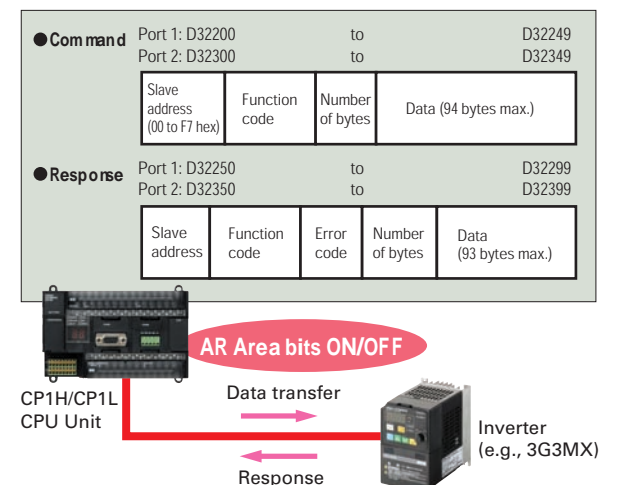 ●Command Port 1: D32200 to D32249
Port 2: D32300 to D32349
Slave address (00 to F7 hex) Function code Number of bytes Data (94 bytes max.)
●Response Port 1: D32250 to D32299
Port 2: D32350 to D32399
Slave address Function code Error code Number of bytes Data (93 bytes max.)
AR Area bits ON/OFF
CP1H/CP1L
CPU Unit
Data transfer
Inverter
(e.g., 3G3MX)
Response